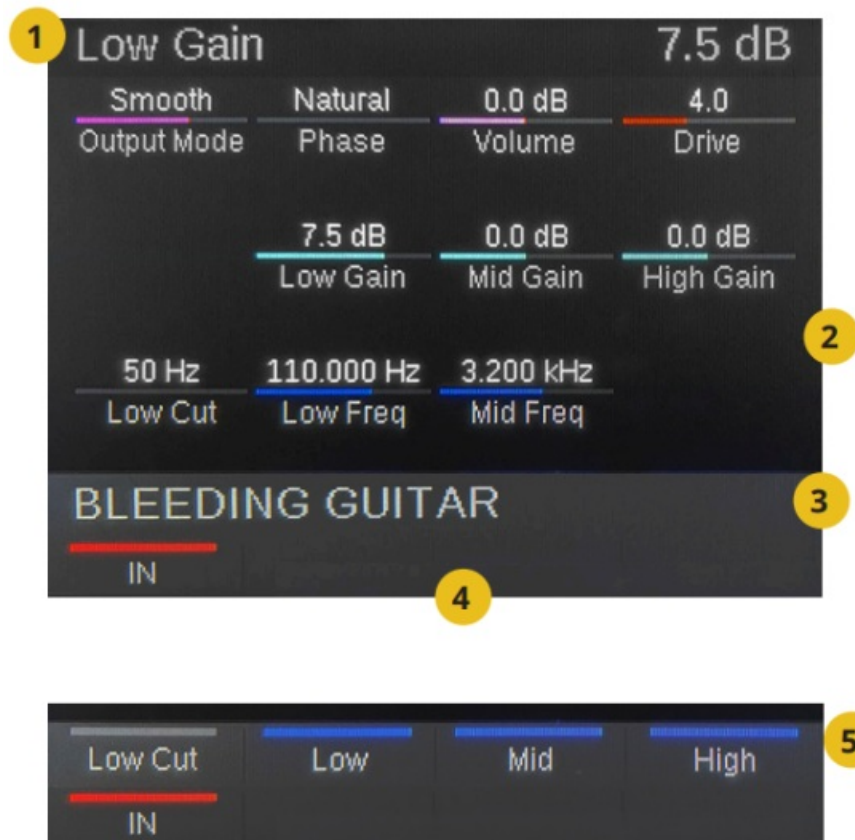 1
Low Gain 7.5 dB
Smooth Natural 0.0 dB 4.0
Output Mode Phase Volume Drive
7.5 dB 0.0 dB 0.0 dB
Low Gain Mid Gain High Gain
2
50 Hz 110.000 Hz 3.200 kHz
Low Cut Low Freq Mid Freq
BLEEDING GUITAR
3
IN
4
Low Cut Low Mid High
5
IN